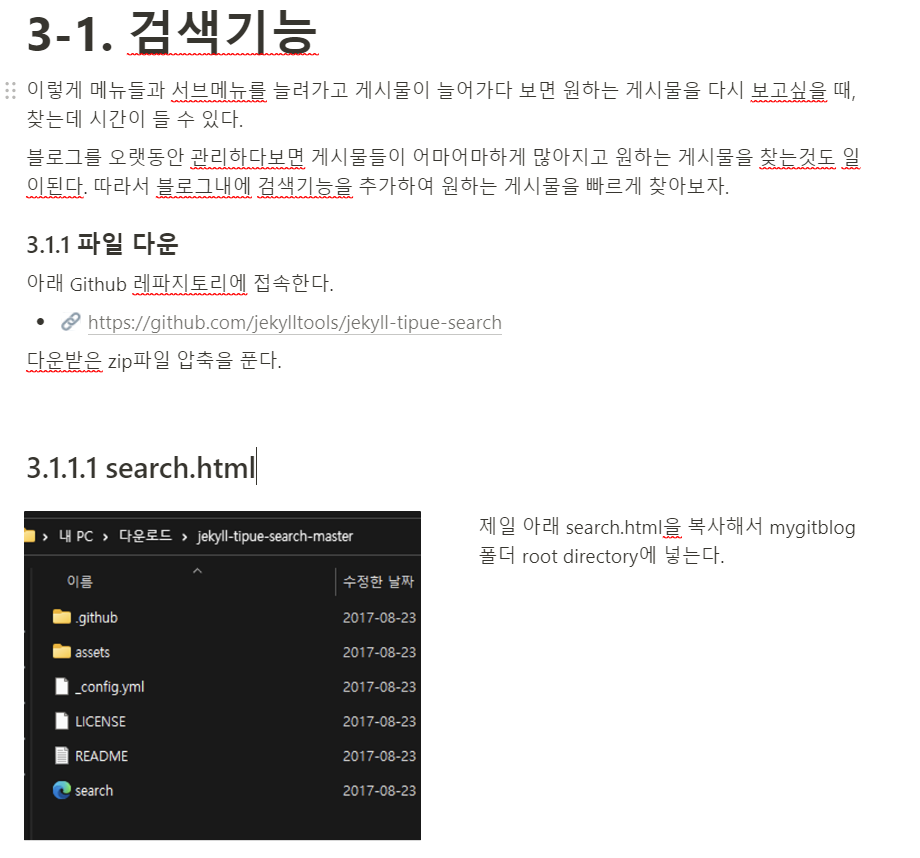 3-1. 검색기능
이렇게 메뉴들과 서브메뉴를 늘려가고 게시물이 늘어가다 보면 원하는 게시물을 다시 보고싶을 때,
찾는데 시간이 들 수 있다.
블로그를 오랫동안 관리하다보면 게시물들이 어마어마하게 많아지고 원하는 게시물을 찾는것도 일
이된다. 따라서 블로그내에 검색기능을 추가하여 원하는 게시물을 빠르게 찾아보자.
3.1.1 파일 다운
아래 Github 레파지토리에 접속한다.
https://github.com/jekylltools/jekyll-tipue-search
다운받은 zip파일 압축을 푼다.
3.1.1.1 search.html
내 PC > 다운로드 > jekyll-tipue-search-master
이름 수정한 날짜
.github 2017-08-23
assets 2017-08-23
_config.yml 2017-08-23
LICENSE 2017-08-23
README 2017-08-23
search 2017-08-23
제일 아래 search.html을 복사해서 mygitblog
폴더 root directory에 넣는다.